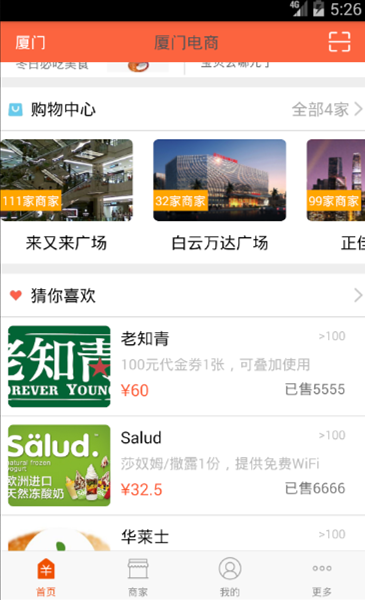 4G 5:26
厦门 厦门电商
冬日必吃美食
购物中心 全部4家
111家商家 32家商家 99家商家
来又来广场 白云万达广场 正佳
猜你喜欢
老知青
FOREVER YOUNG
老知青 >100
100元代金券1张，可叠加使用
¥60 已售5555
Sälud.
natural frozen
yogurt
欧洲进口
天然冻酸奶
Salud >100
莎奴姆/撒露1份，提供免费WiFi
¥32.5 已售6666
华莱士 >100
首页 商家 我的 更多